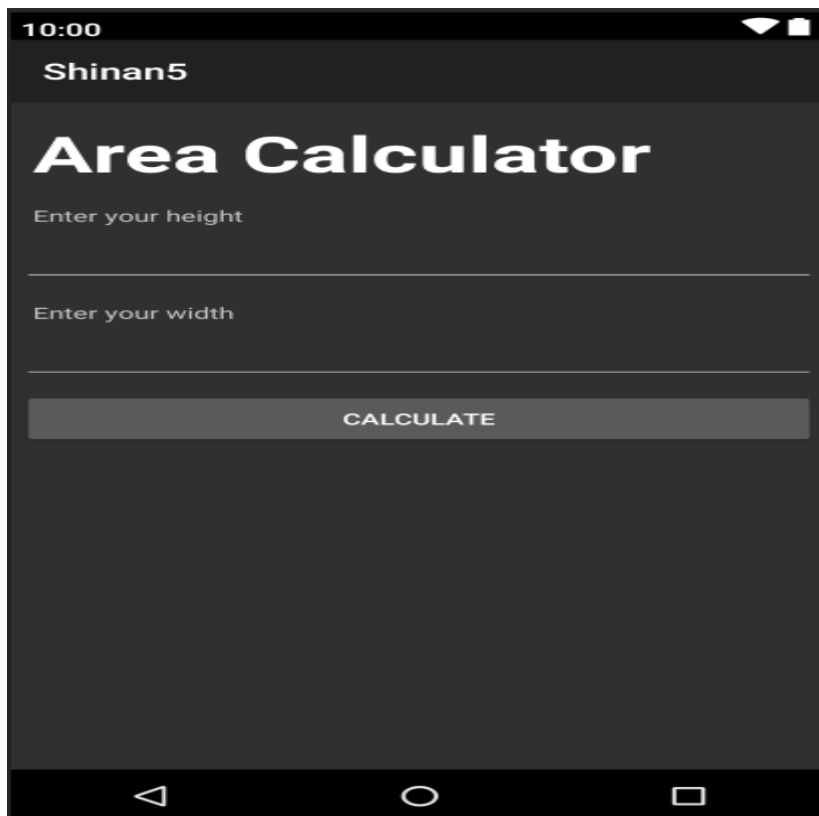 10:00
Shinan5
Area Calculator
Enter your height
Enter your width
CALCULATE